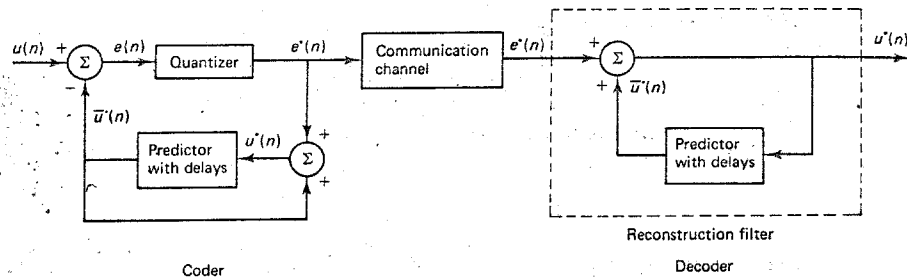 u(n)
+
Σ
−
e(n)
Quantizer
e•(n)
Communication
channel
e•(n)
+
Σ
+
u•(n)
ū•(n)
ū•(n)
Predictor
with delays
u•(n)
+
Σ
+
Predictor
with delays
Reconstruction filter
Coder
Decoder